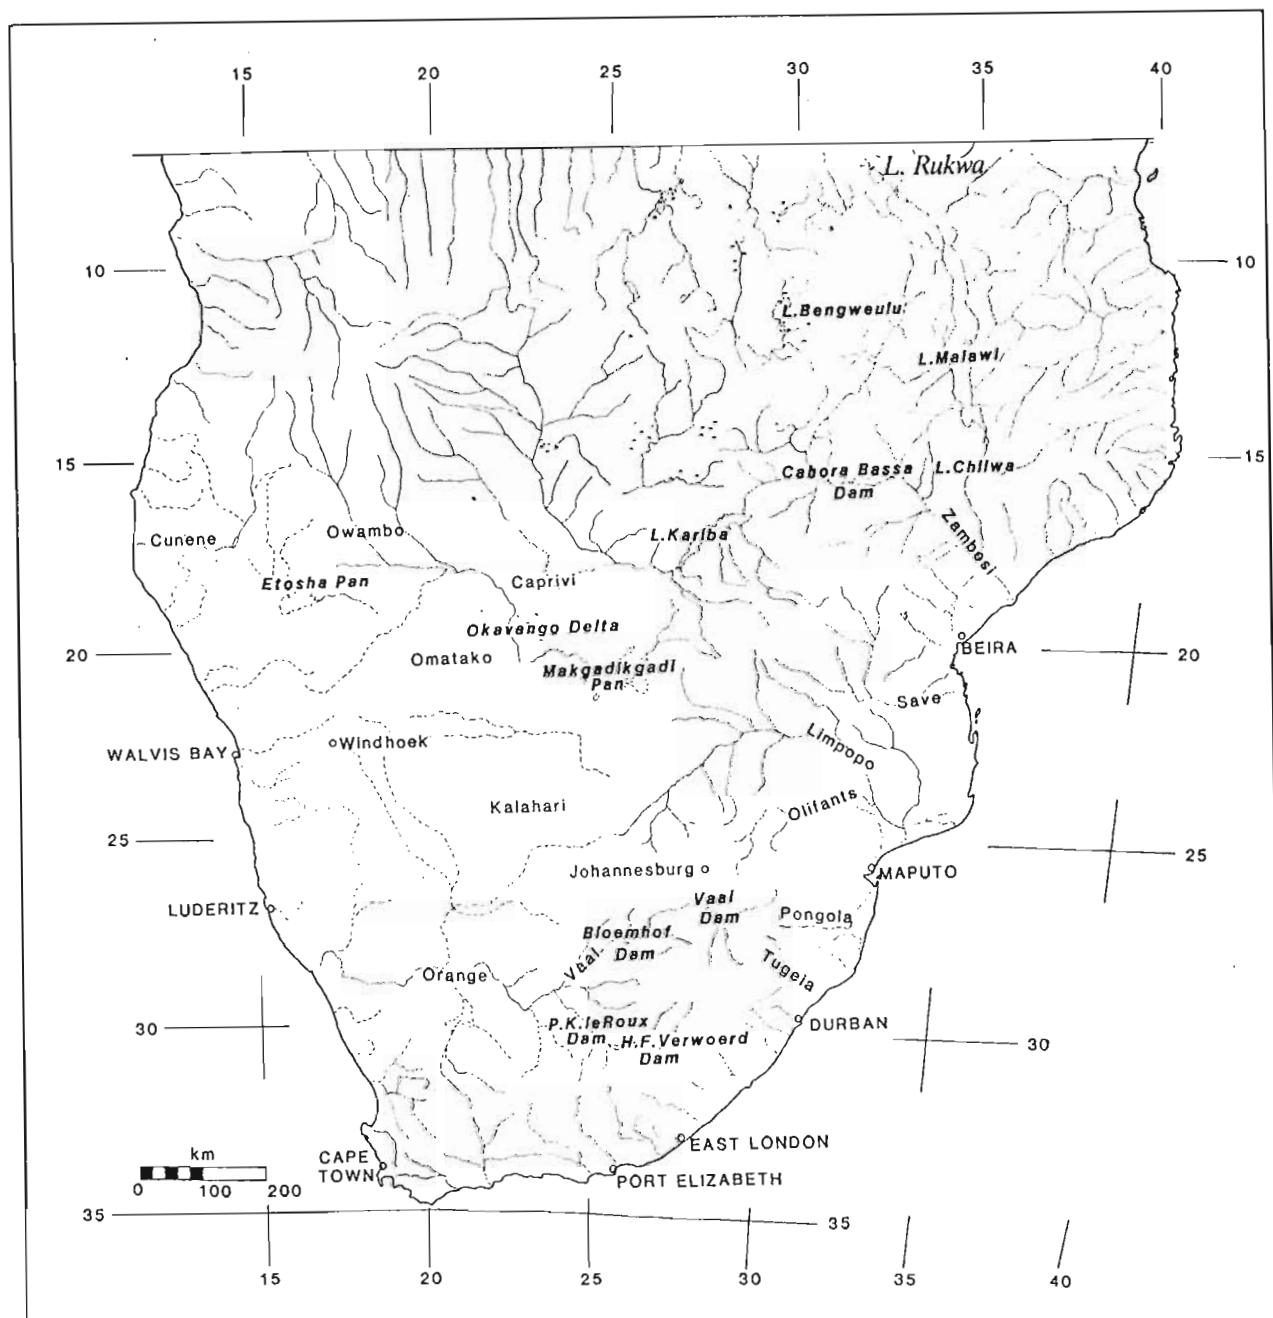 15 20 25 30 35 40
L. Rukwa
10 10
L.Bengweulu
L.Malawi
15 Cabora Bassa L.Chilwa 15
Dam
Cunene Owambo L.Kariba Zambesi
Etosha Pan Caprivi
Okavango Delta
BEIRA
20 Omatako 20
Makgadikgadi
Pan
Save
WALVIS BAY Windhoek Limpopo
Kalahari Olifants
25 25
Johannesburg MAPUTO
LUDERITZ Vaal
Dam Pongola
Bloemhof
Dam
Vaal Tugela
Orange
30 P.K.leRoux DURBAN
Dam H.F.Verwoerd 30
Dam
EAST LONDON
km CAPE
TOWN PORT ELIZABETH
0 100 200
35 35
15 20 25 30 35 40